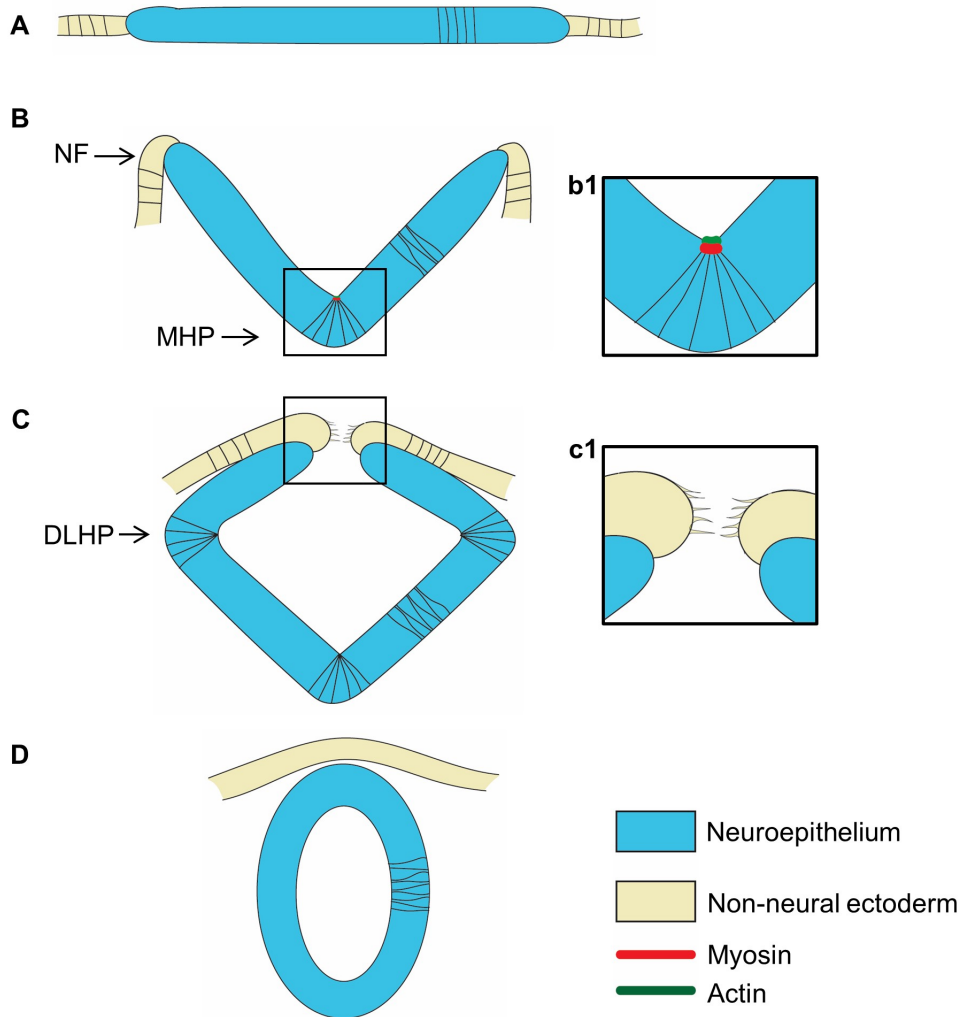 A
B
NF
MHP
b1
C
DLHP
c1
D
Neuroepithelium
Non-neural ectoderm
Myosin
Actin